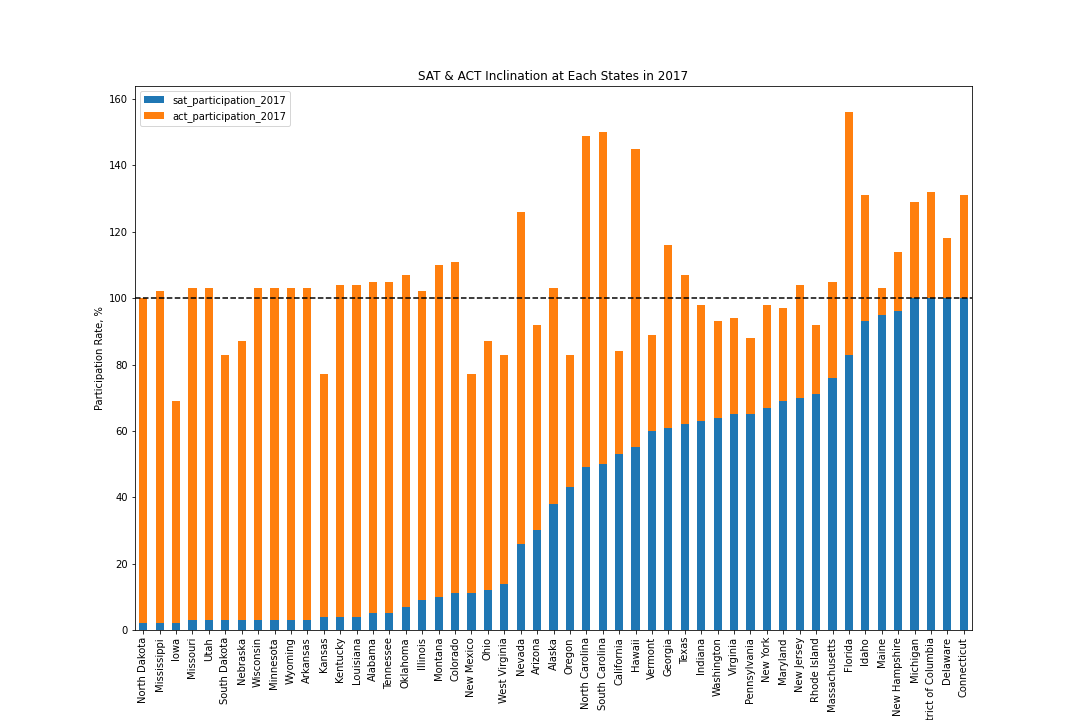 SAT & ACT Inclination at Each States in 2017
sat_participation_2017
act_participation_2017
Participation Rate, %
160
140
120
100
80
60
40
20
0
North Dakota
Mississippi
Iowa
Missouri
Utah
South Dakota
Nebraska
Wisconsin
Minnesota
Wyoming
Arkansas
Kansas
Kentucky
Louisiana
Alabama
Tennessee
Oklahoma
Illinois
Montana
Colorado
New Mexico
Ohio
West Virginia
Nevada
Arizona
Alaska
Oregon
North Carolina
South Carolina
California
Hawaii
Vermont
Georgia
Texas
Indiana
Washington
Virginia
Pennsylvania
New York
Maryland
New Jersey
Rhode Island
Massachusetts
Florida
Idaho
Maine
New Hampshire
Michigan
trict of Columbia
Delaware
Connecticut